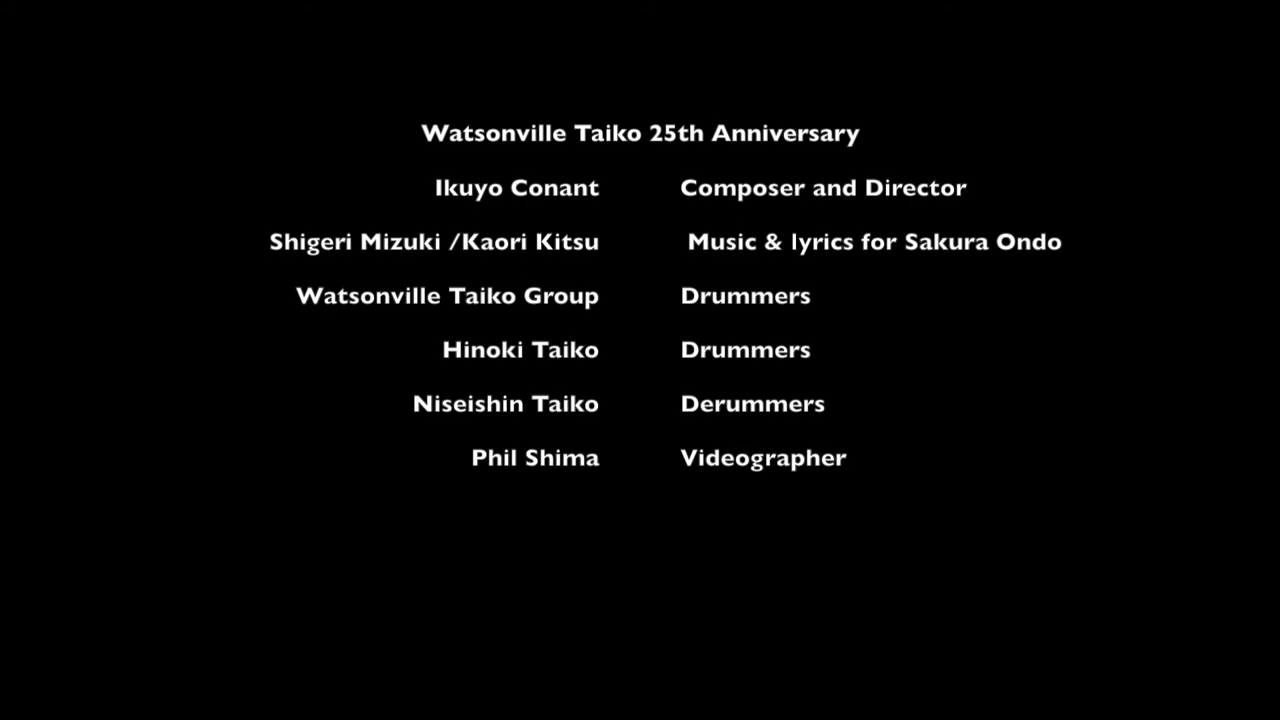 Watsonville Taiko 25th Anniversary
Ikuyo Conant Composer and Director
Shigeri Mizuki /Kaori Kitsu Music & lyrics for Sakura Ondo
Watsonville Taiko Group Drummers
Hinoki Taiko Drummers
Niseishin Taiko Derummers
Phil Shima Videographer